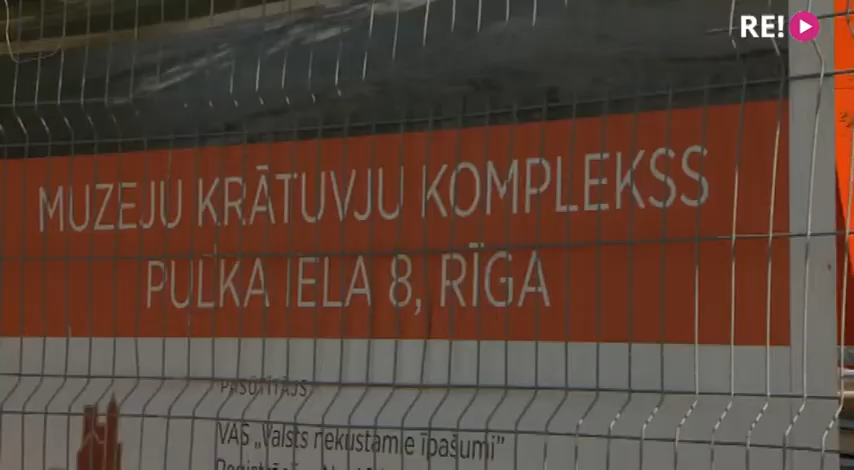 RE!
MUZEJU KRĀTUVJU KOMPLEKSS
PULKA IELA 8, RĪGA
PASŪTĪTĀJS
VAS „Valsts nekustamie īpašumi”